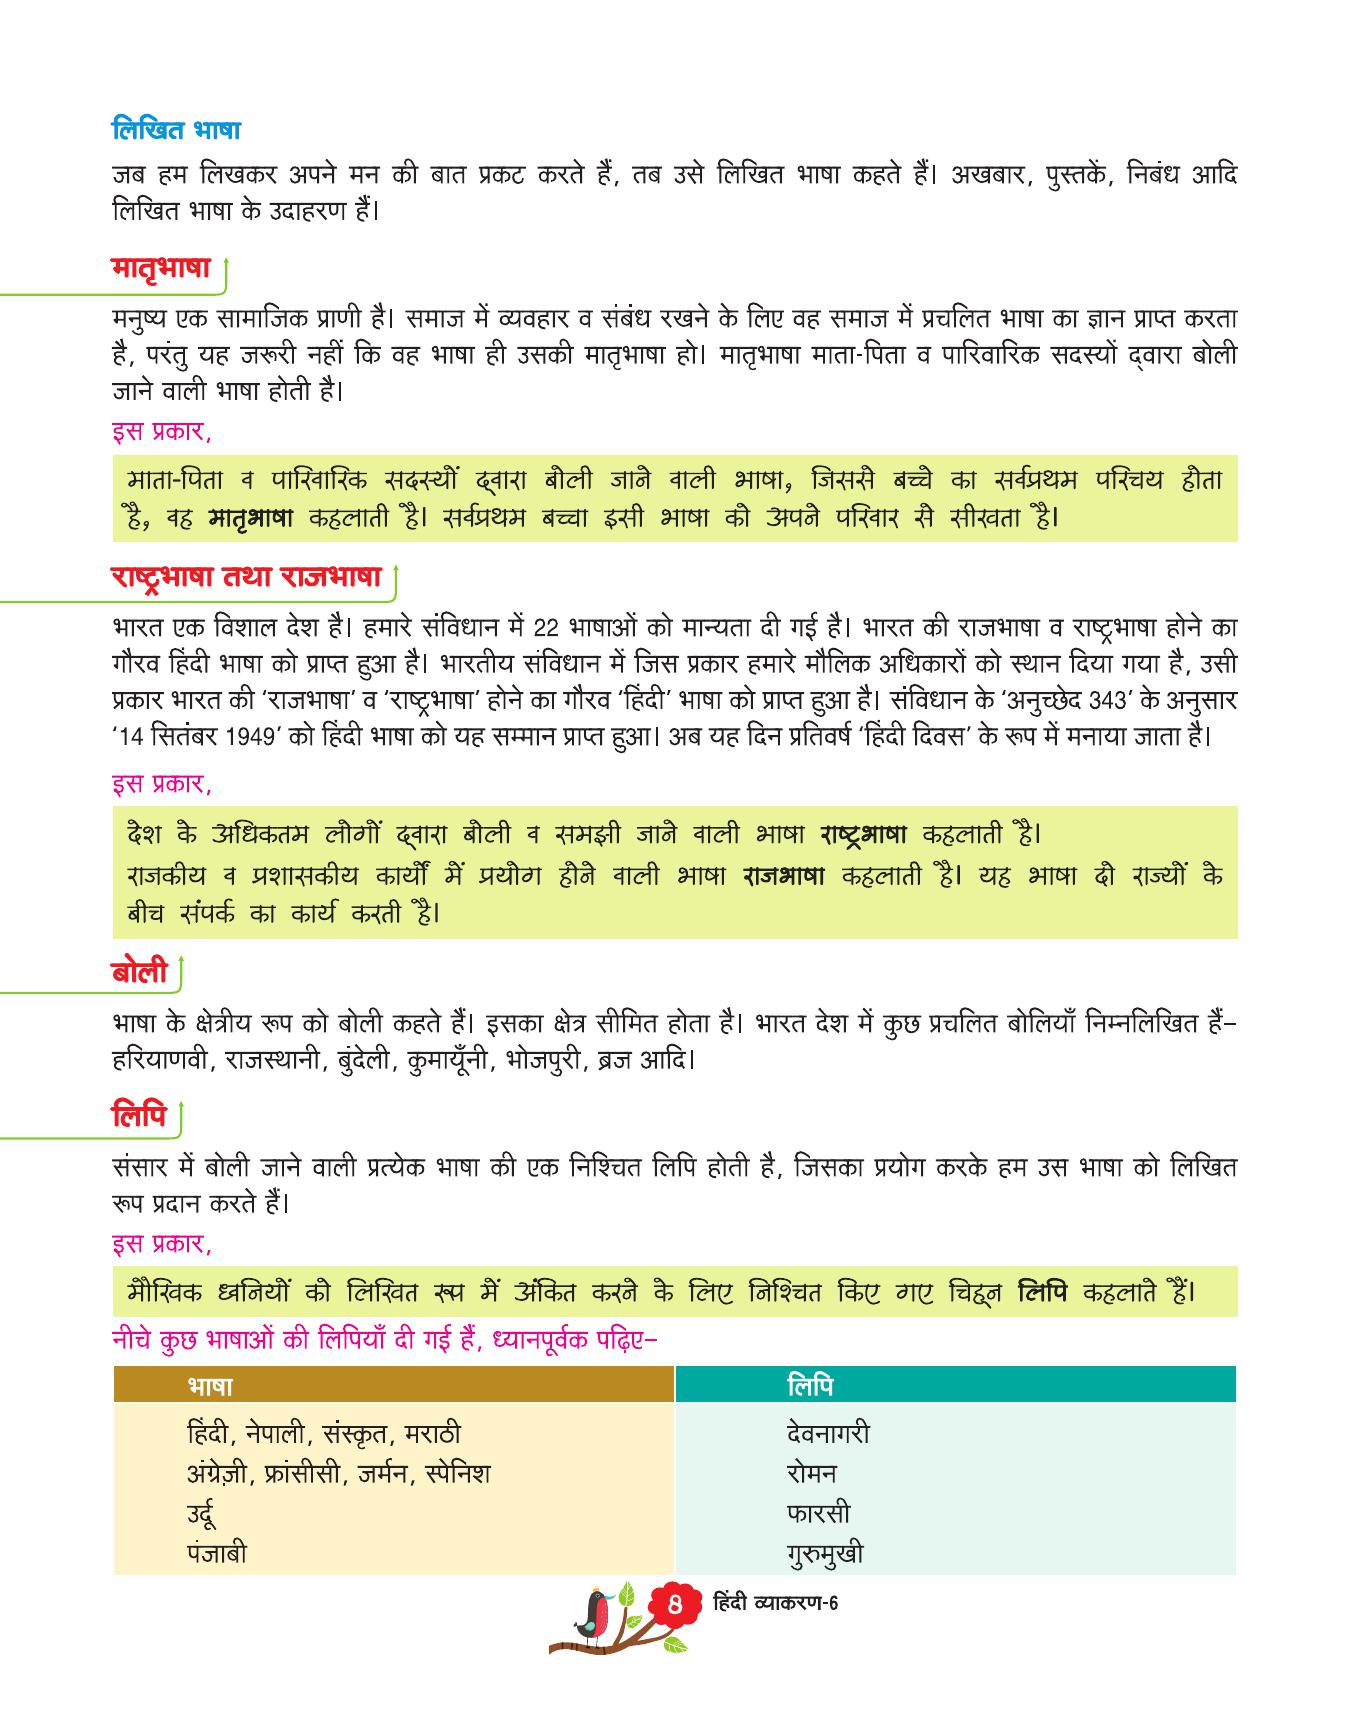 लिखित भाषा
जब हम लिखकर अपने मन की बात प्रकट करते हैं, तब उसे लिखित भाषा कहते हैं। अखबार, पुस्तकें, निबंध आदि
लिखित भाषा के उदाहरण हैं।
मातृभाषा
मनुष्य एक सामाजिक प्राणी है। समाज में व्यवहार व संबंध रखने के लिए वह समाज में प्रचलित भाषा का ज्ञान प्राप्त करता
है, परंतु यह जरूरी नहीं कि वह भाषा ही उसकी मातृभाषा हो। मातृभाषा माता-पिता व पारिवारिक सदस्यों द्वारा बोली
जाने वाली भाषा होती है।
इस प्रकार,
माता-पिता व पारिवारिक सदस्यों द्वारा बोली जाने वाली भाषा, जिससे बच्चे का सर्वप्रथम परिचय होता
है, वह मातृभाषा कहलाती है। सर्वप्रथम बच्चा इसी भाषा को अपने परिवार से सीखता है।
राष्ट्रभाषा तथा राजभाषा
भारत एक विशाल देश है। हमारे संविधान में 22 भाषाओं को मान्यता दी गई है। भारत की राजभाषा व राष्ट्रभाषा होने का
गौरव हिंदी भाषा को प्राप्त हुआ है। भारतीय संविधान में जिस प्रकार हमारे मौलिक अधिकारों को स्थान दिया गया है, उसी
प्रकार भारत की ‘राजभाषा’ व ‘राष्ट्रभाषा’ होने का गौरव ‘हिंदी’ भाषा को प्राप्त हुआ है। संविधान के ‘अनुच्छेद 343’ के अनुसार
‘14 सितंबर 1949’ को हिंदी भाषा को यह सम्मान प्राप्त हुआ। अब यह दिन प्रतिवर्ष ‘हिंदी दिवस’ के रूप में मनाया जाता है।
इस प्रकार,
देश के अधिकतम लोगों द्वारा बोली व समझी जाने वाली भाषा राष्ट्रभाषा कहलाती है।
राजकीय व प्रशासकीय कार्यों में प्रयोग होने वाली भाषा राजभाषा कहलाती है। यह भाषा दो राज्यों के
बीच संपर्क का कार्य करती है।
बोली
भाषा के क्षेत्रीय रूप को बोली कहते हैं। इसका क्षेत्र सीमित होता है। भारत देश में कुछ प्रचलित बोलियाँ निम्नलिखित हैं–
हरियाणवी, राजस्थानी, बुंदेली, कुमायूँनी, भोजपुरी, ब्रज आदि।
लिपि
संसार में बोली जाने वाली प्रत्येक भाषा की एक निश्चित लिपि होती है, जिसका प्रयोग करके हम उस भाषा को लिखित
रूप प्रदान करते हैं।
इस प्रकार,
मौखिक ध्वनियों को लिखित रूप में अंकित करने के लिए निश्चित किए गए चिह्न लिपि कहलाते हैं।
नीचे कुछ भाषाओं की लिपियाँ दी गई हैं, ध्यानपूर्वक पढ़िए–
भाषा लिपि
हिंदी, नेपाली, संस्कृत, मराठी देवनागरी
अंग्रेज़ी, फ्रांसीसी, जर्मन, स्पेनिश रोमन
उर्दू फारसी
पंजाबी गुरुमुखी
8 हिंदी व्याकरण-6